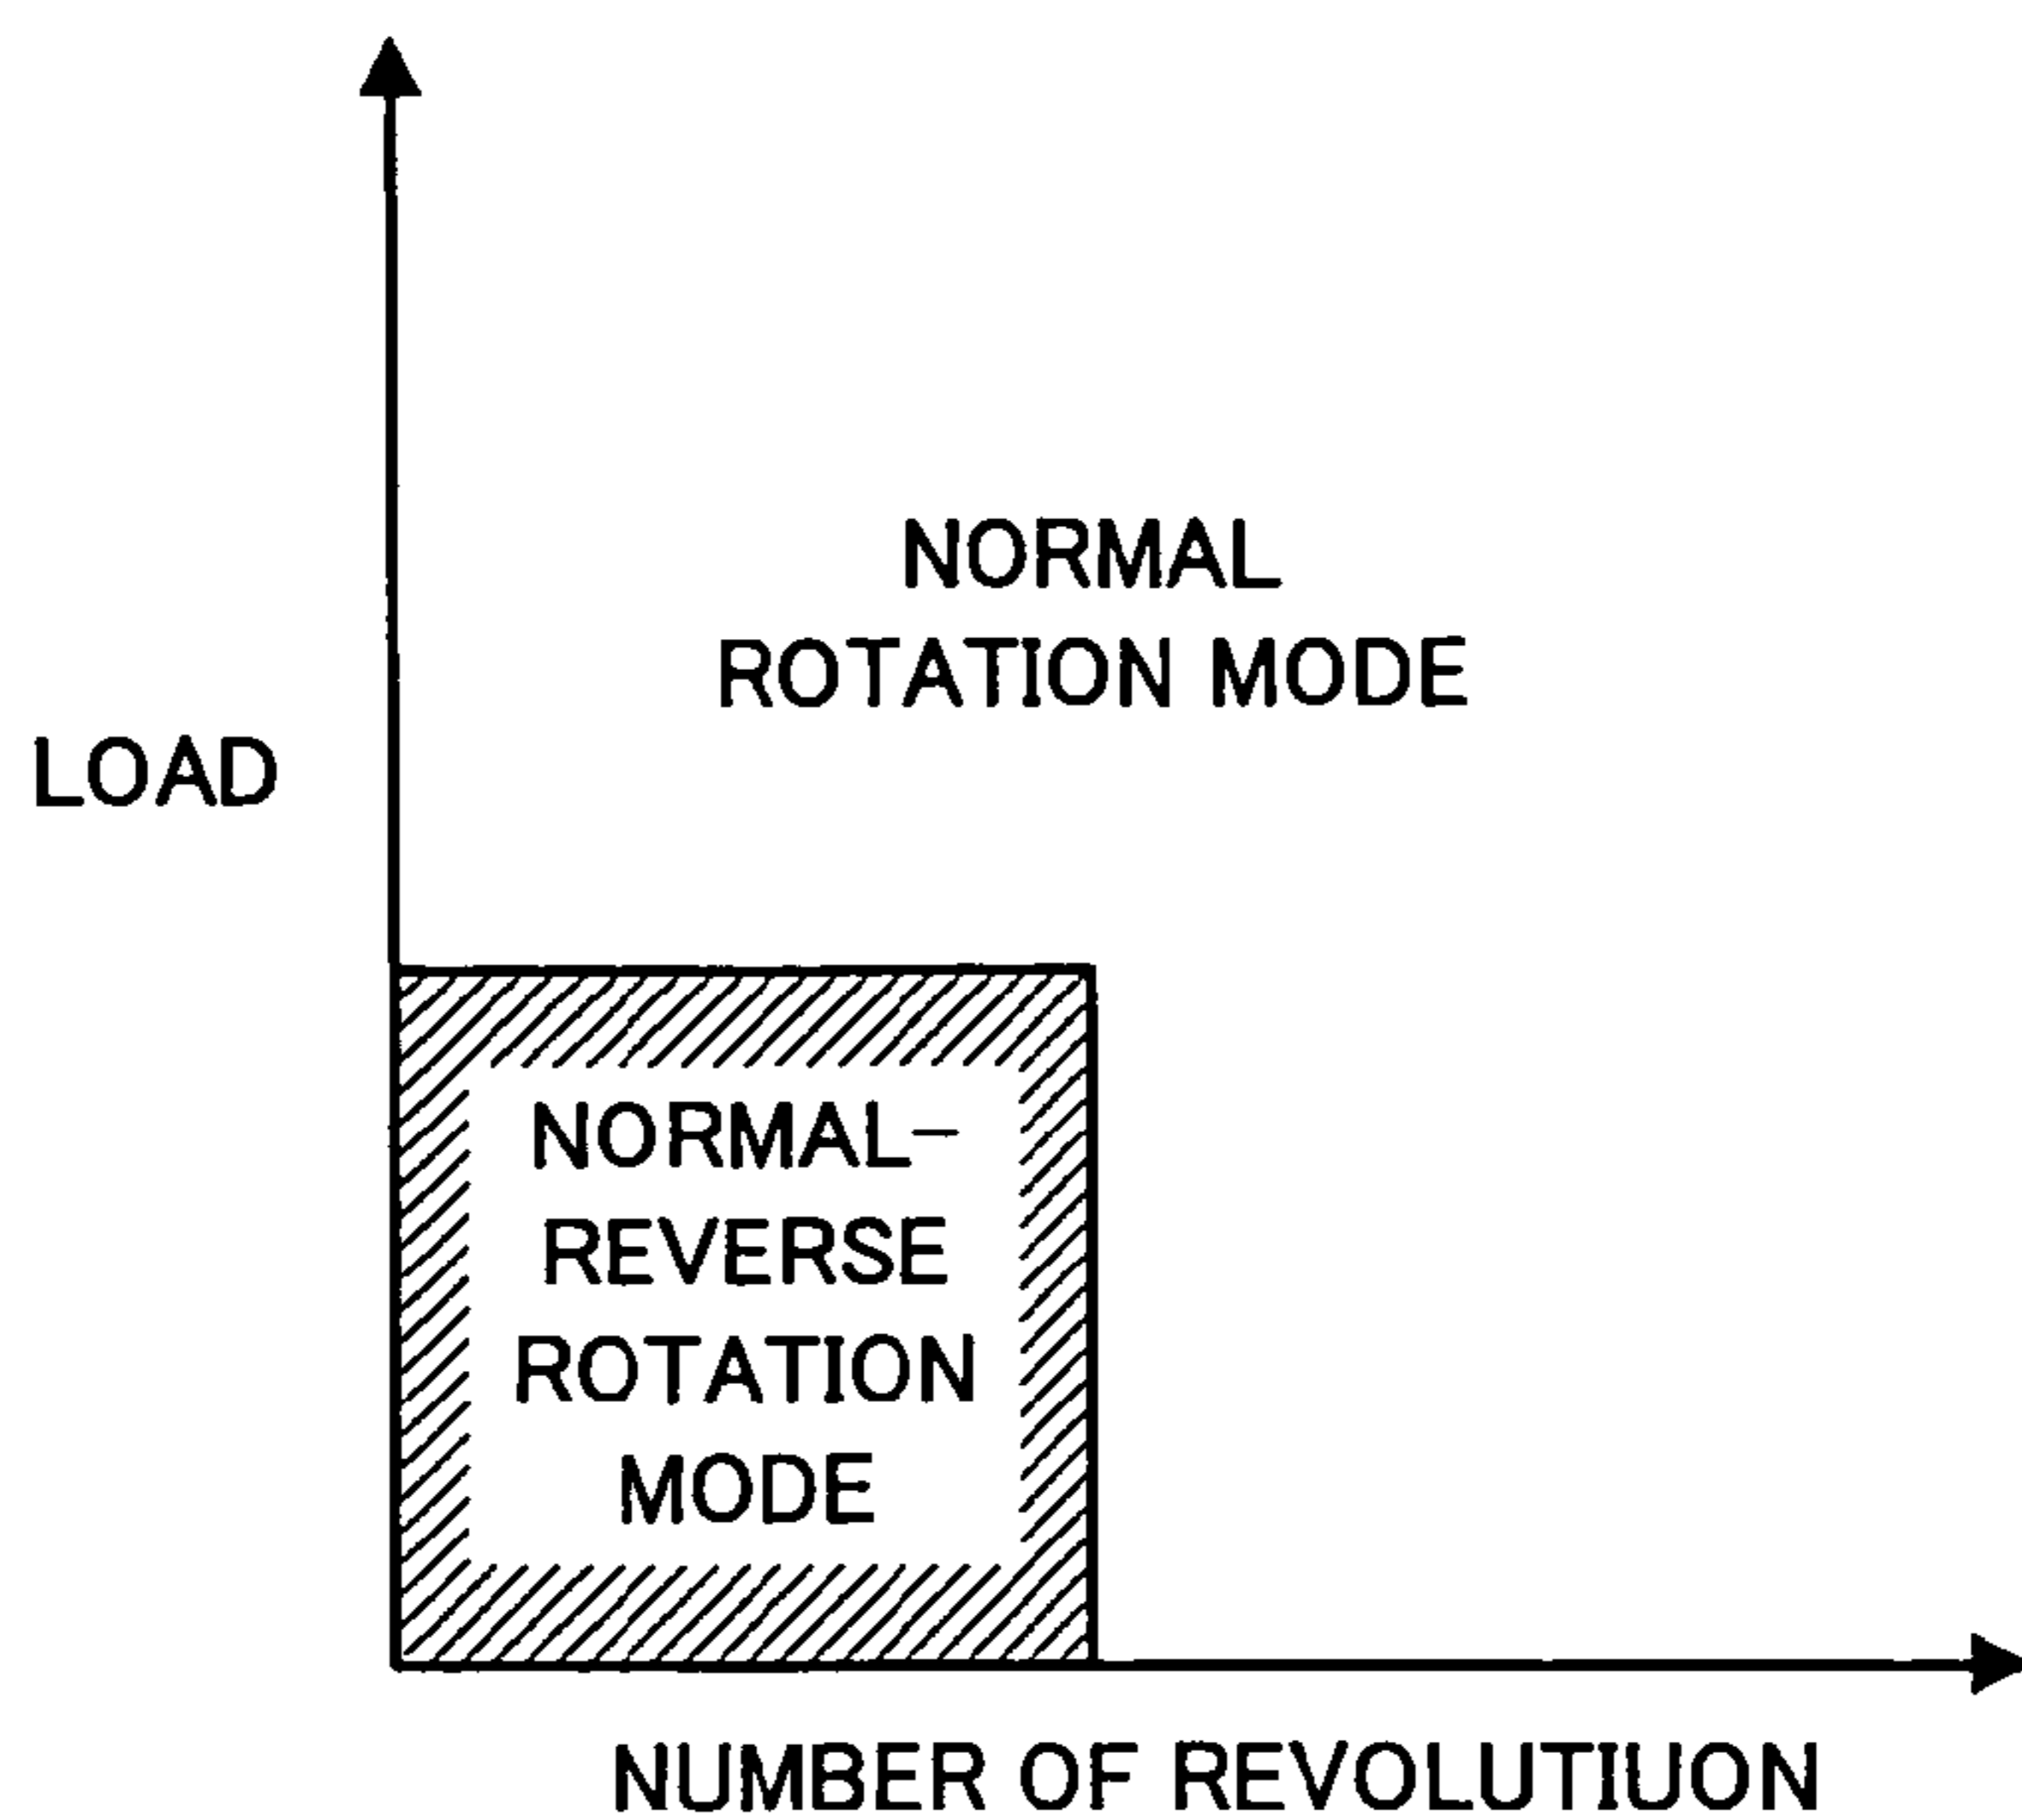 NORMAL
ROTATION MODE
LOAD
NORMAL-
REVERSE
ROTATION
MODE
NUMBER OF REVOLUTIUON